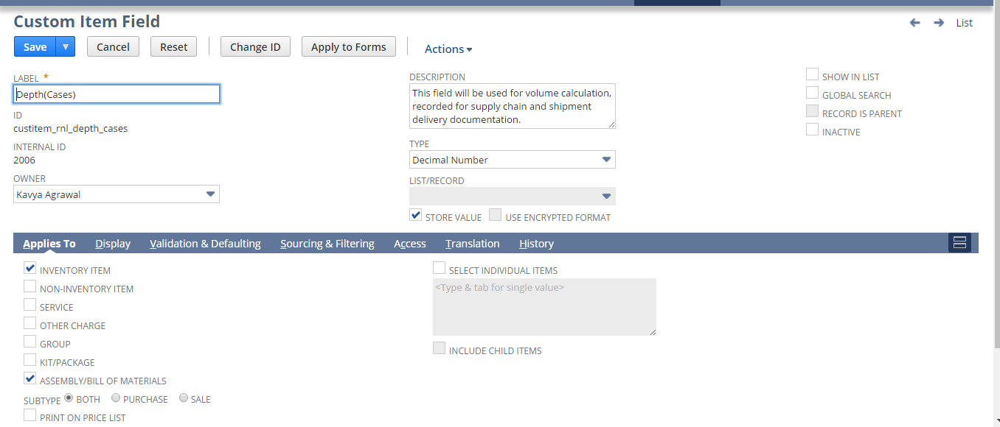 Custom Item Field
List
Save
Cancel
Reset
Change ID
Apply to Forms
Actions
LABEL *
Depth(Cases)
ID
custitem_rnl_depth_cases
INTERNAL ID
2006
OWNER
Kavya Agrawal
DESCRIPTION
This field will be used for volume calculation,
recorded for supply chain and shipment
delivery documentation.
TYPE
Decimal Number
LIST/RECORD
STORE VALUE
USE ENCRYPTED FORMAT
SHOW IN LIST
GLOBAL SEARCH
RECORD IS PARENT
INACTIVE
Applies To
Display
Validation & Defaulting
Sourcing & Filtering
Access
Translation
History
INVENTORY ITEM
NON-INVENTORY ITEM
SERVICE
OTHER CHARGE
GROUP
KIT/PACKAGE
ASSEMBLY/BILL OF MATERIALS
SUBTYPE BOTH PURCHASE SALE
PRINT ON PRICE LIST
SELECT INDIVIDUAL ITEMS
<Type & tab for single value>
INCLUDE CHILD ITEMS